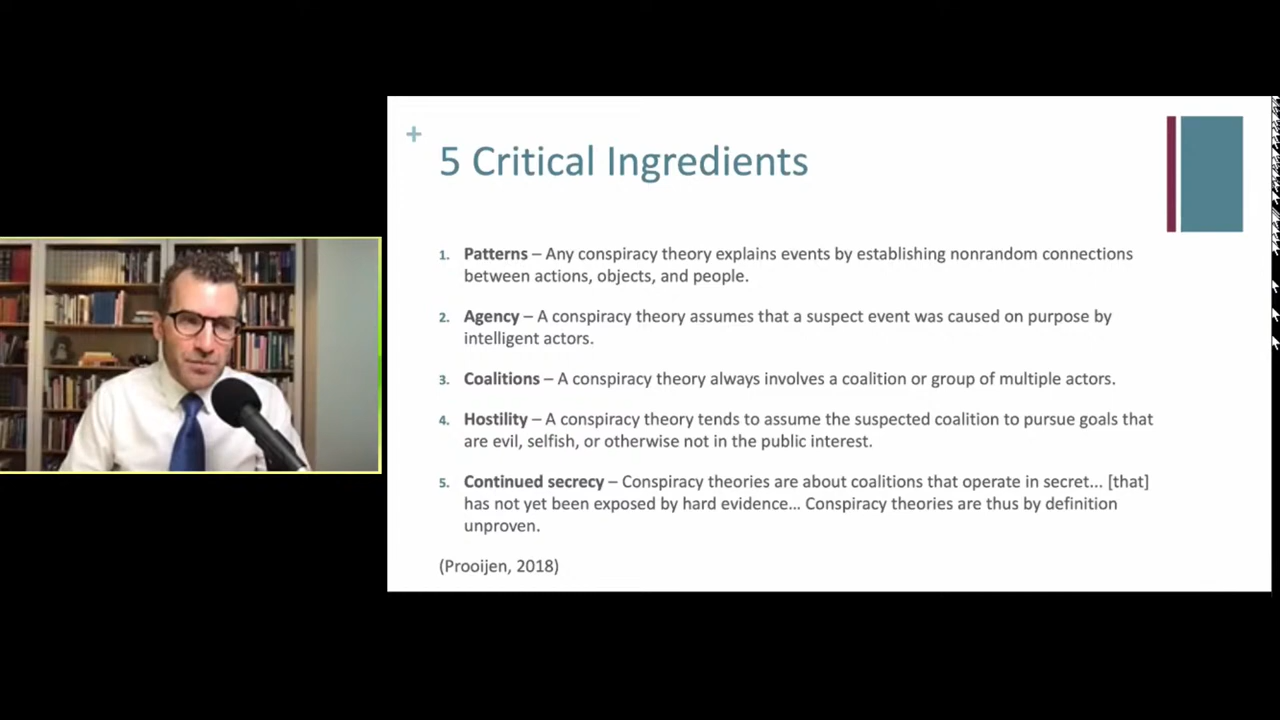 5 Critical Ingredients
1. Patterns – Any conspiracy theory explains events by establishing nonrandom connections
between actions, objects, and people.
2. Agency – A conspiracy theory assumes that a suspect event was caused on purpose by
intelligent actors.
3. Coalitions – A conspiracy theory always involves a coalition or group of multiple actors.
4. Hostility – A conspiracy theory tends to assume the suspected coalition to pursue goals that
are evil, selfish, or otherwise not in the public interest.
5. Continued secrecy – Conspiracy theories are about coalitions that operate in secret... [that]
has not yet been exposed by hard evidence... Conspiracy theories are thus by definition
unproven.
(Prooijen, 2018)